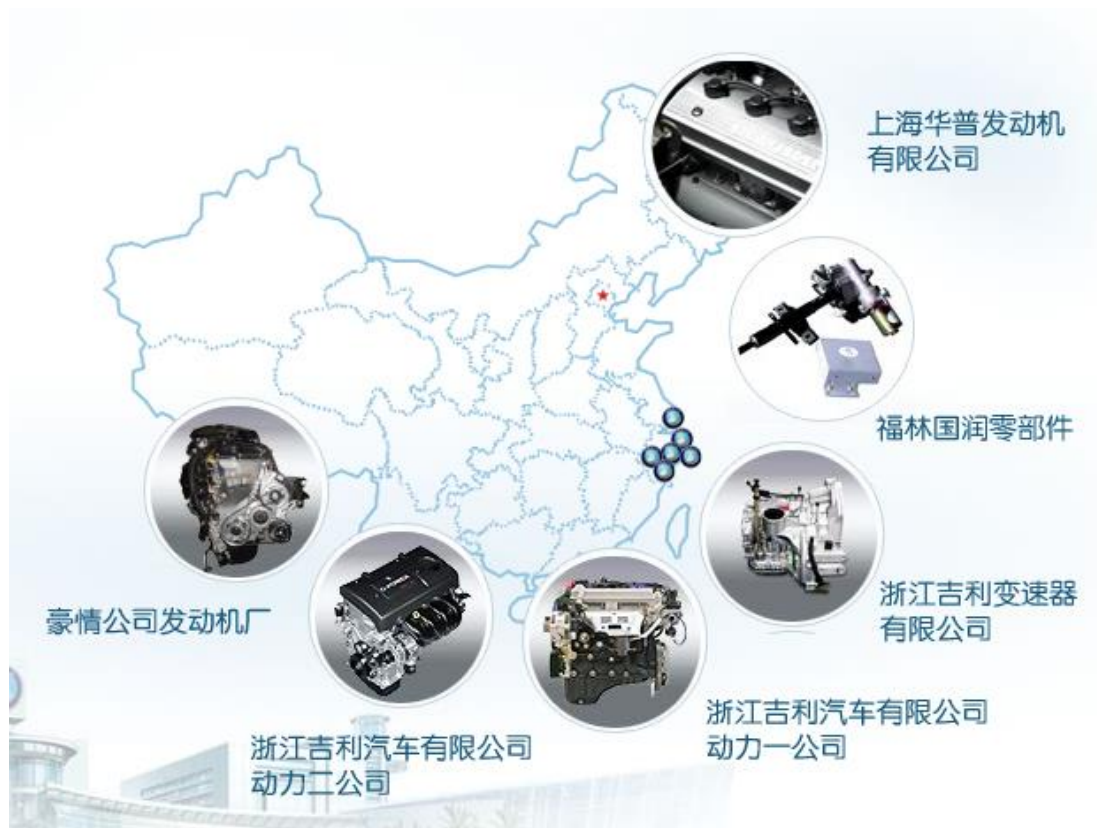 上海华普发动机
有限公司
福林国润零部件
浙江吉利变速器
有限公司
豪情公司发动机厂
浙江吉利汽车有限公司
动力一公司
浙江吉利汽车有限公司
动力二公司